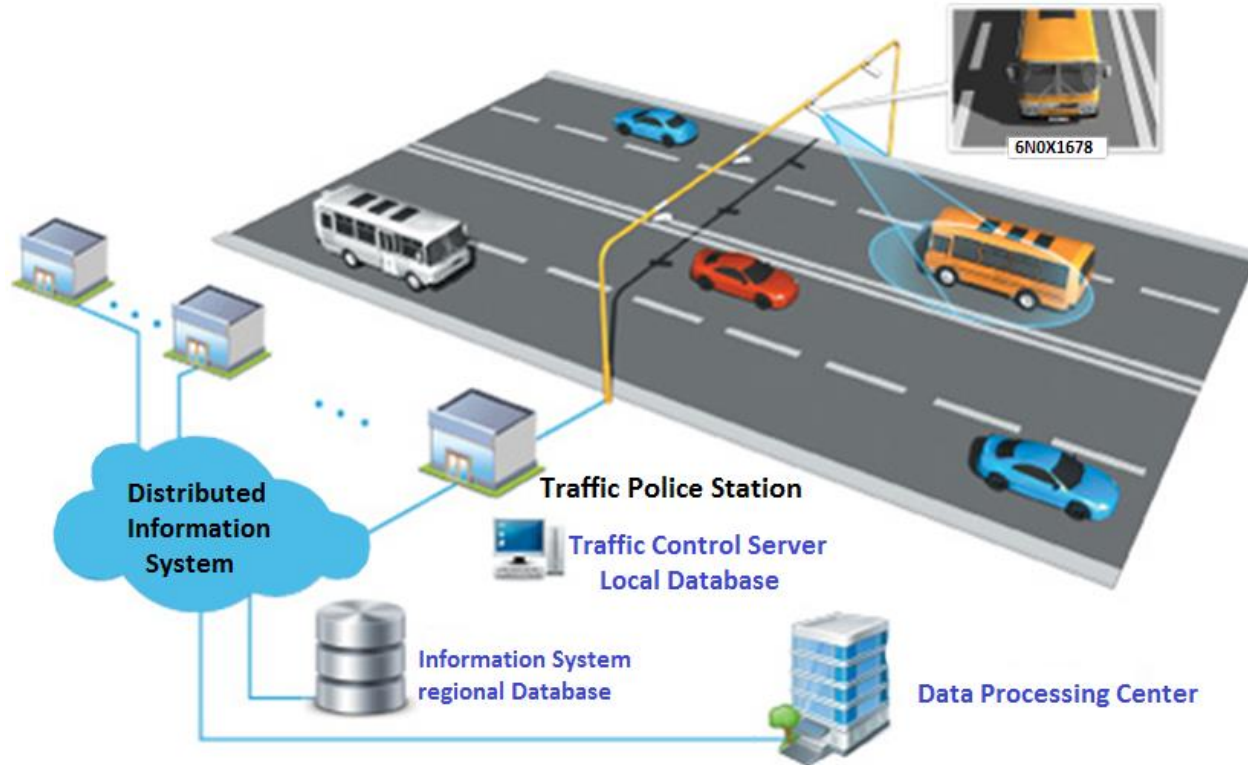 6N0X1678
Distributed
Information
System
Traffic Police Station
Traffic Control Server
Local Database
Information System
regional Database
Data Processing Center